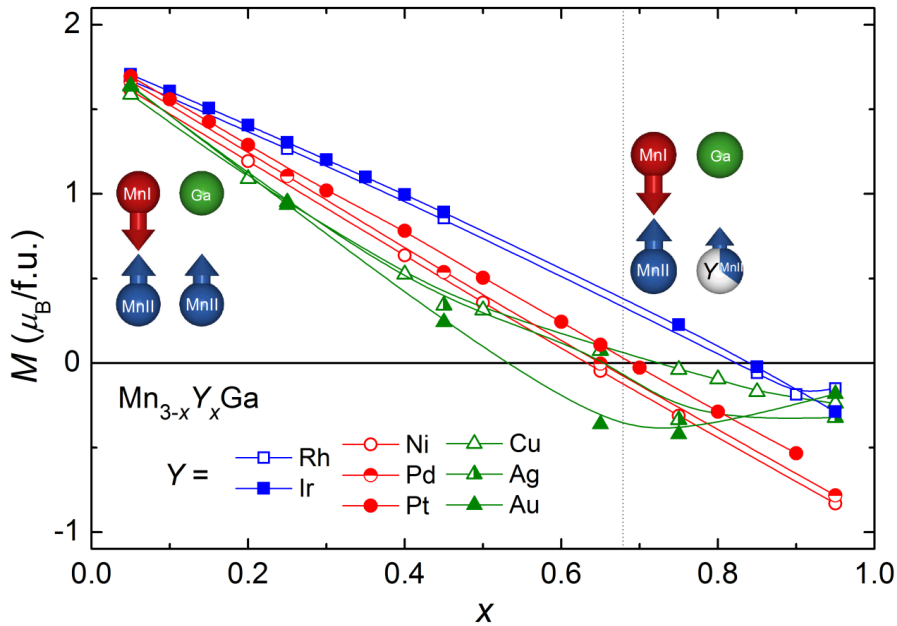 2
1
0
-1
M (μB/f.u.)
MnI
Ga
MnII
MnII
MnI
Ga
MnII
Y
MnII
Mn3-xYxGa
Y =
Rh
Ir
Ni
Pd
Pt
Cu
Ag
Au
0.0 0.2 0.4 0.6 0.8 1.0
x